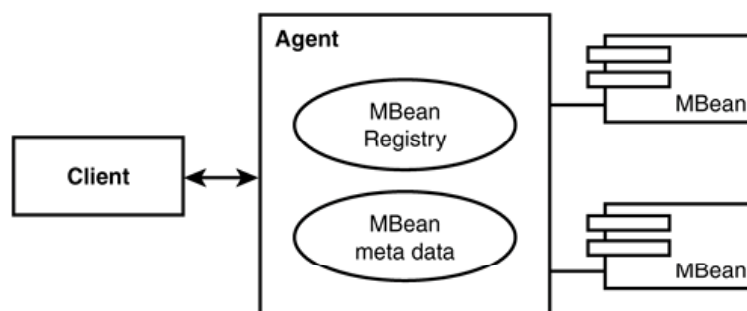 Agent
MBean
Registry
Client
MBean
meta data
MBean
MBean